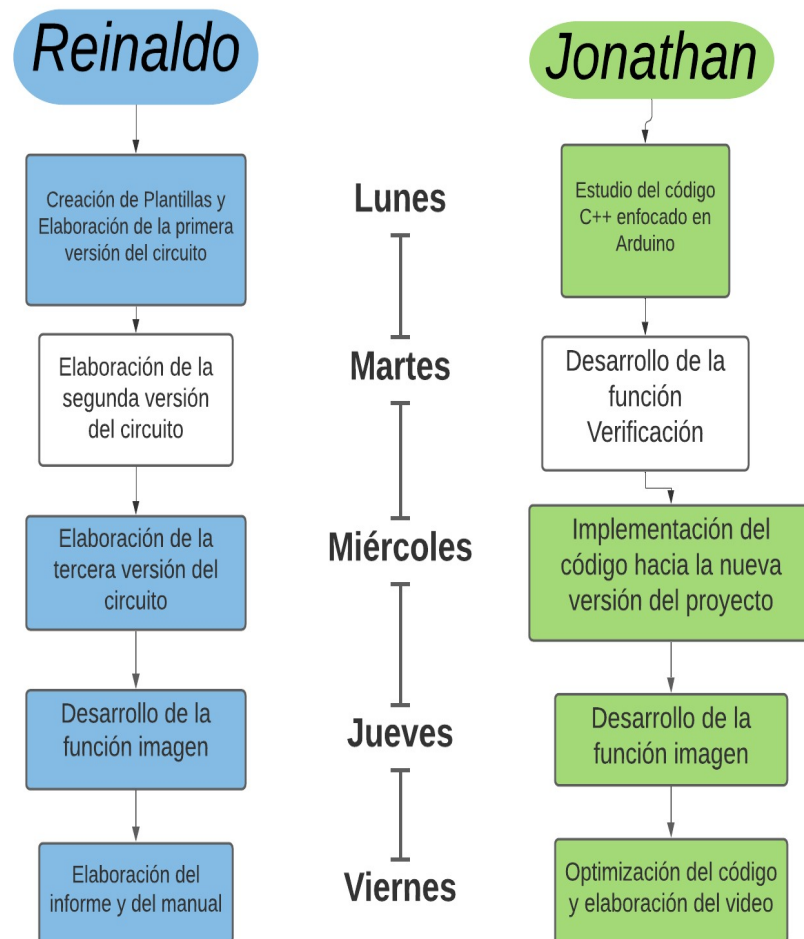 Reinaldo
Jonathan
Creación de Plantillas y
Elaboración de la primera
versión del circuito
Lunes
Estudio del código
C++ enfocado en
Arduino
Elaboración de la
segunda versión
del circuito
Martes
Desarrollo de la
función
Verificación
Elaboración de la
tercera versión del
circuito
Miércoles
Implementación del
código hacia la nueva
versión del proyecto
Desarrollo de la
función imagen
Jueves
Desarrollo de la
función imagen
Elaboración del
informe y del manual
Viernes
Optimización del código
y elaboración del video